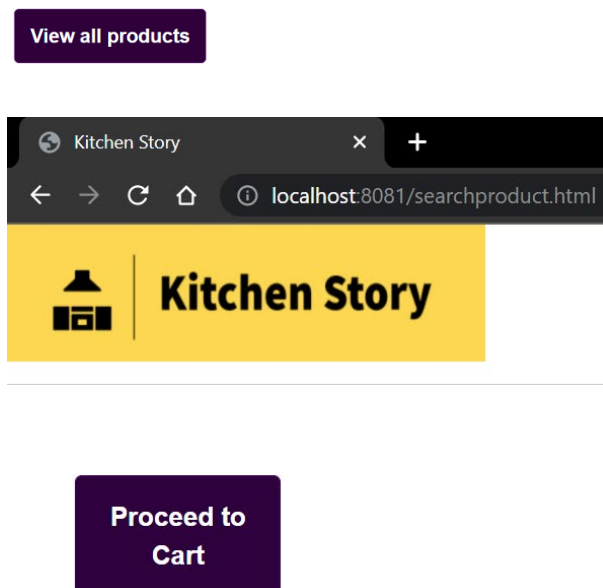 View all products
Kitchen Story
localhost:8081/searchproduct.html
Kitchen Story
Proceed to
Cart